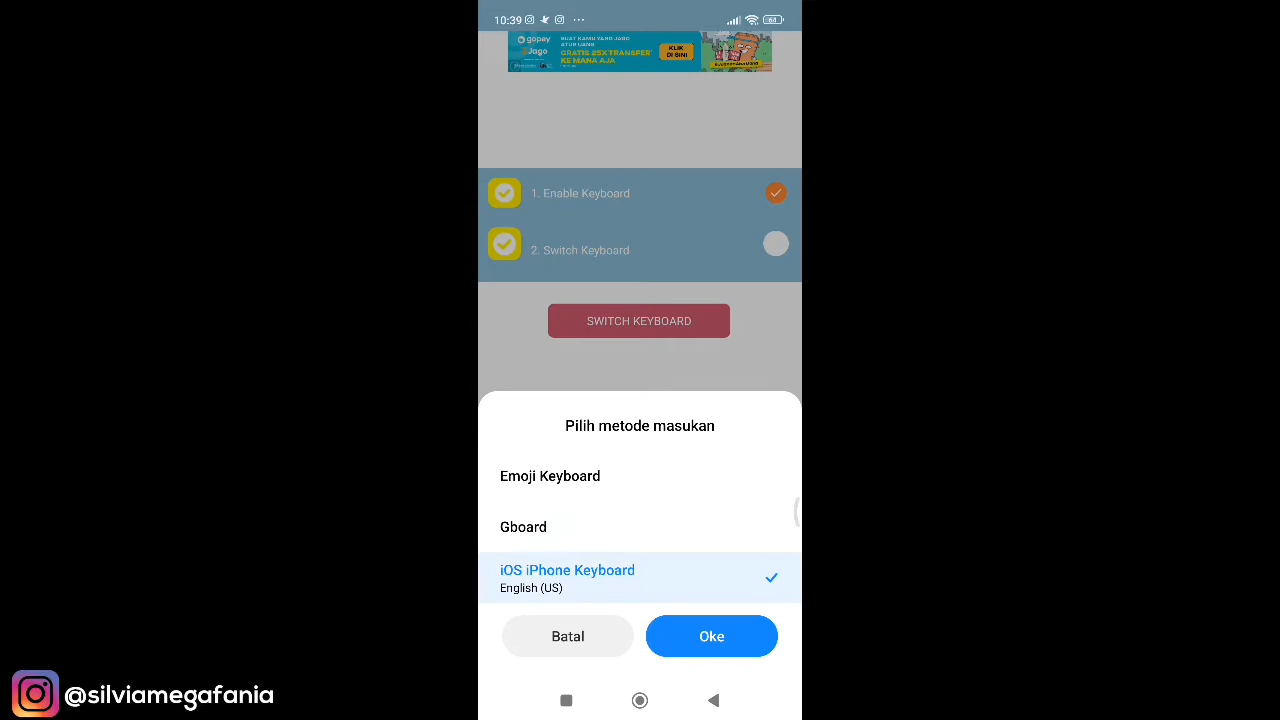 10:39
64
gopay
Jago
BUAT KAMU YANG JAGO
ATUR UANG
GRATIS 25X TRANSFER*
KE MANA AJA
KLIK
DI SINI
1. Enable Keyboard
2. Switch Keyboard
SWITCH KEYBOARD
Pilih metode masukan
Emoji Keyboard
Gboard
iOS iPhone Keyboard
English (US)
Batal
Oke
@silviamegafania